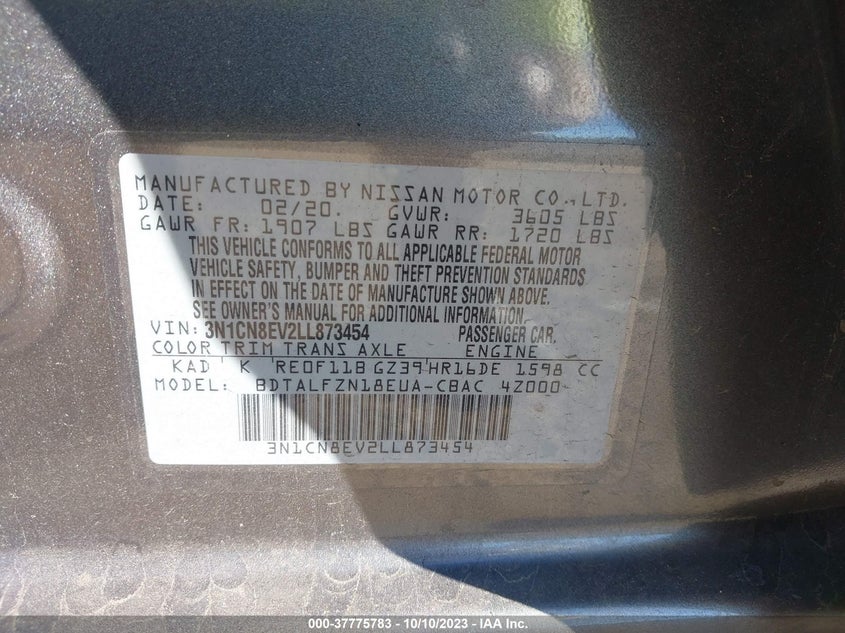 MANUFACTURED BY NISSAN MOTOR CO., LTD.
DATE: 02/20. GVWR: 3605 LBS
GAWR FR: 1907 LBS GAWR RR: 1720 LBS
THIS VEHICLE CONFORMS TO ALL APPLICABLE FEDERAL MOTOR
VEHICLE SAFETY, BUMPER AND THEFT PREVENTION STANDARDS
IN EFFECT ON THE DATE OF MANUFACTURE SHOWN ABOVE.
SEE OWNER'S MANUAL FOR ADDITIONAL INFORMATION.
VIN: 3N1CN8EV2LL873454 PASSENGER CAR.
COLOR TRIM TRANS AXLE ENGINE
KAD ' K RE0F11B GZ39'HR16DE 1598 CC
MODEL: BDTALFZN18EUA-CBAC 4Z000
3N1CN8EV2LL873454
000-37775783 - 10/10/2023 - IAA Inc.